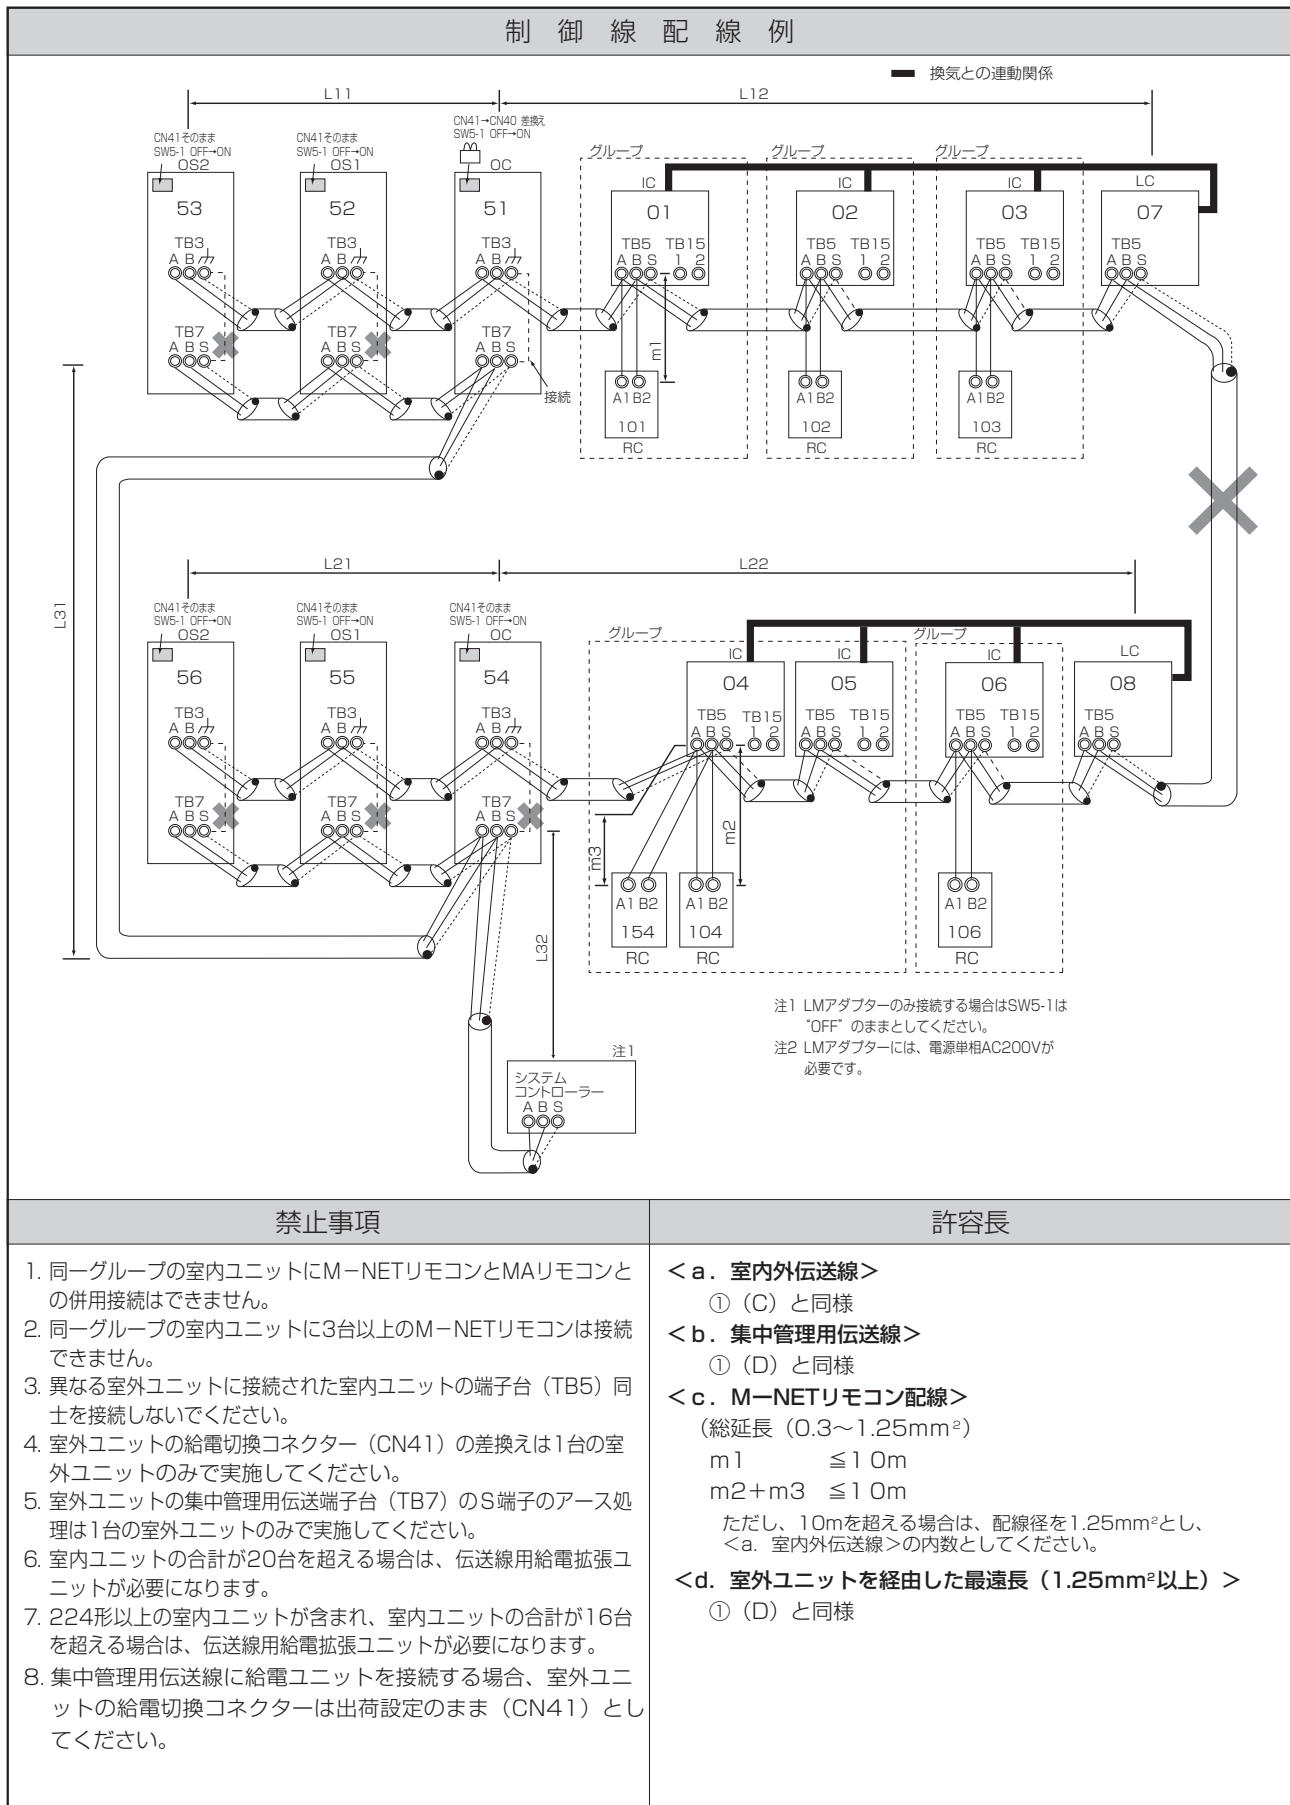 制御線配線例
換気との連動関係
L11
L12
CN41→CN40 差換え
SW5-1 OFF→ON
CN41そのまま
SW5-1 OFF→ON
OS2
CN41そのまま
SW5-1 OFF→ON
OS1
OC
グループ
グループ
グループ
IC
IC
IC
LC
53
52
51
01
02
03
07
TB3
A B
TB3
A B
TB3
A B
TB5
A B S
TB15
1 2
TB5
A B S
TB15
1 2
TB5
A B S
TB15
1 2
TB5
A B S
TB7
A B S
TB7
A B S
TB7
A B S
接続
m1
A1 B2
101
RC
A1 B2
102
RC
A1 B2
103
RC
L31
L21
L22
CN41そのまま
SW5-1 OFF→ON
OS2
CN41そのまま
SW5-1 OFF→ON
OS1
CN41そのまま
SW5-1 OFF→ON
OC
グループ
グループ
IC
IC
IC
LC
56
55
54
04
05
06
08
TB3
A B
TB3
A B
TB3
A B
TB5
A B S
TB15
1 2
TB5
A B S
TB15
1 2
TB5
A B S
TB15
1 2
TB5
A B S
TB7
A B S
TB7
A B S
TB7
A B S
m3
m2
A1 B2
154
RC
A1 B2
104
RC
A1 B2
106
RC
L32
注1
システム
コントローラー
A B S
注1 LMアダプターのみ接続する場合はSW5-1は
“OFF”のままとしてください。
注2 LMアダプターには、電源単相AC200Vが
必要です。
禁止事項
1. 同一グループの室内ユニットにM－NETリモコンとMAリモコンと
の併用接続はできません。
2. 同一グループの室内ユニットに3台以上のM－NETリモコンは接続
できません。
3. 異なる室外ユニットに接続された室内ユニットの端子台（TB5）同
士を接続しないでください。
4. 室外ユニットの給電切換コネクター（CN41）の差換えは1台の室
外ユニットのみで実施してください。
5. 室外ユニットの集中管理用伝送端子台（TB7）のS端子のアース処
理は1台の室外ユニットのみで実施してください。
6. 室内ユニットの合計が20台を超える場合は、伝送線用給電拡張ユ
ニットが必要になります。
7. 224形以上の室内ユニットが含まれ、室内ユニットの合計が16台
を超える場合は、伝送線用給電拡張ユニットが必要になります。
8. 集中管理用伝送線に給電ユニットを接続する場合、室外ユニ
ットの給電切換コネクターは出荷設定のまま（CN41）とし
てください。
許容長
＜a．室内外伝送線＞
①（C）と同様
＜b．集中管理用伝送線＞
①（D）と同様
＜c．M－NETリモコン配線＞
（総延長（0.3～1.25mm²）
m1 ≦10m
m2+m3 ≦10m
ただし、10mを超える場合は、配線径を1.25mm²とし、
＜a．室内外伝送線＞の内数としてください。
＜d．室外ユニットを経由した最遠長（1.25mm²以上）＞
①（D）と同様